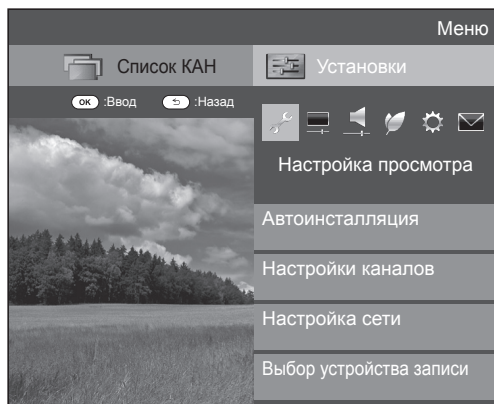 Меню
Список КАН
Установки
OK :Ввод :Назад
Настройка просмотра
Автоинсталляция
Настройки каналов
Настройка сети
Выбор устройства записи